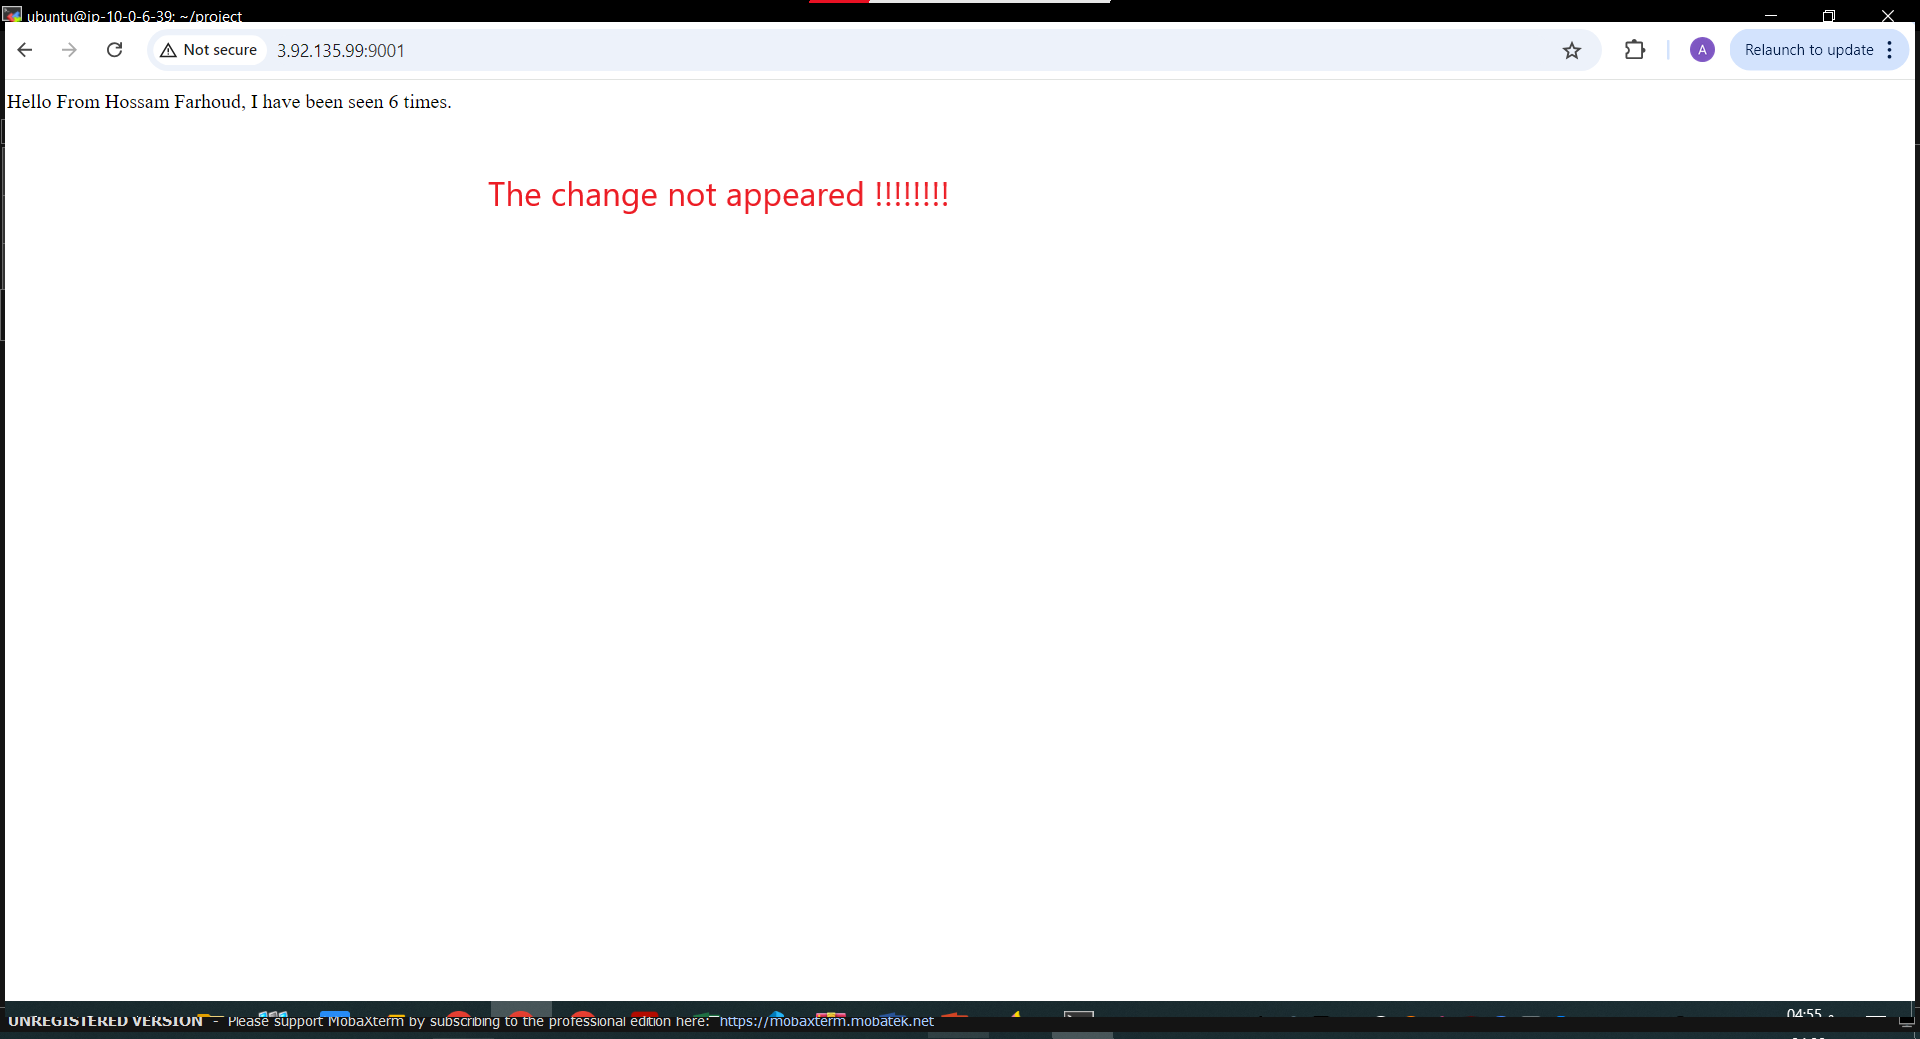 ubuntu@ip-10-0-6-39: ~/project
Not secure
3.92.135.99:9001
A
Relaunch to update
Hello From Hossam Farhoud, I have been seen 6 times.
The change not appeared !!!!!!!!
04:55
UNREGISTERED VERSION - Please support MobaXterm by subscribing to the professional edition here: https://mobaxterm.mobatek.net